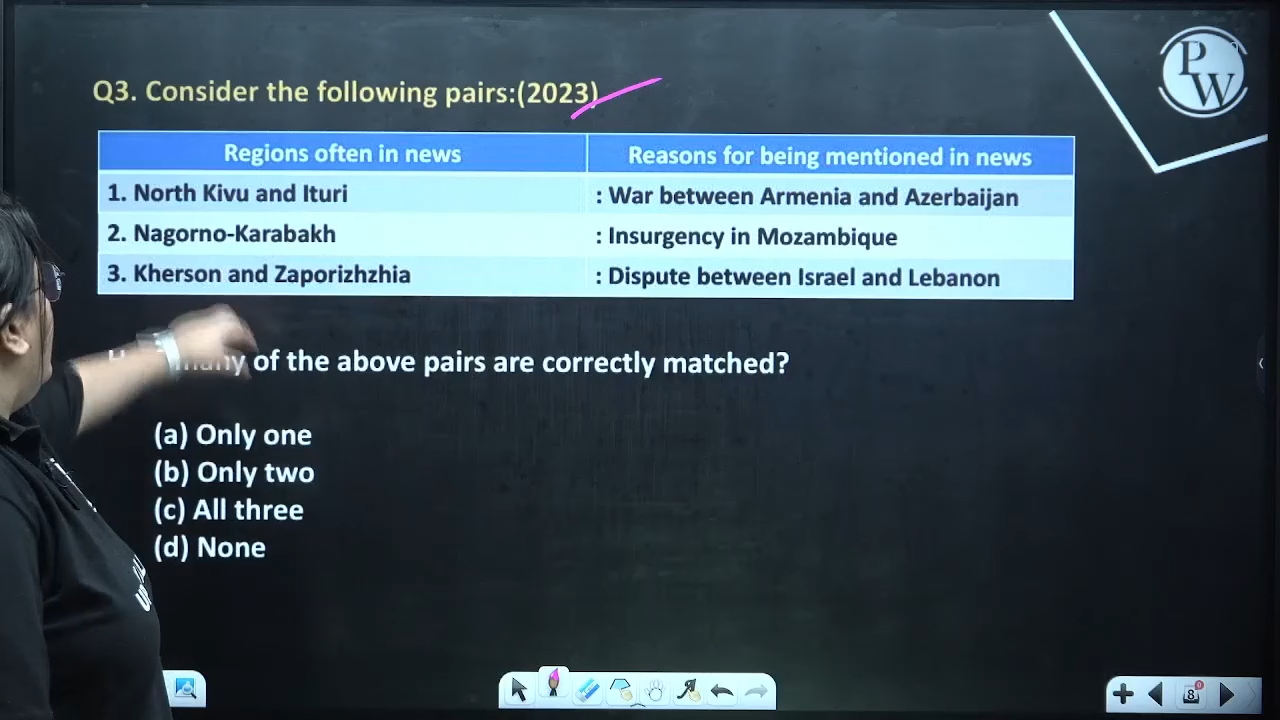 Q3. Consider the following pairs:(2023)
PW
Regions often in news
Reasons for being mentioned in news
1. North Kivu and Ituri
: War between Armenia and Azerbaijan
2. Nagorno-Karabakh
: Insurgency in Mozambique
3. Kherson and Zaporizhzhia
: Dispute between Israel and Lebanon
many of the above pairs are correctly matched?
(a) Only one
(b) Only two
(c) All three
(d) None
8